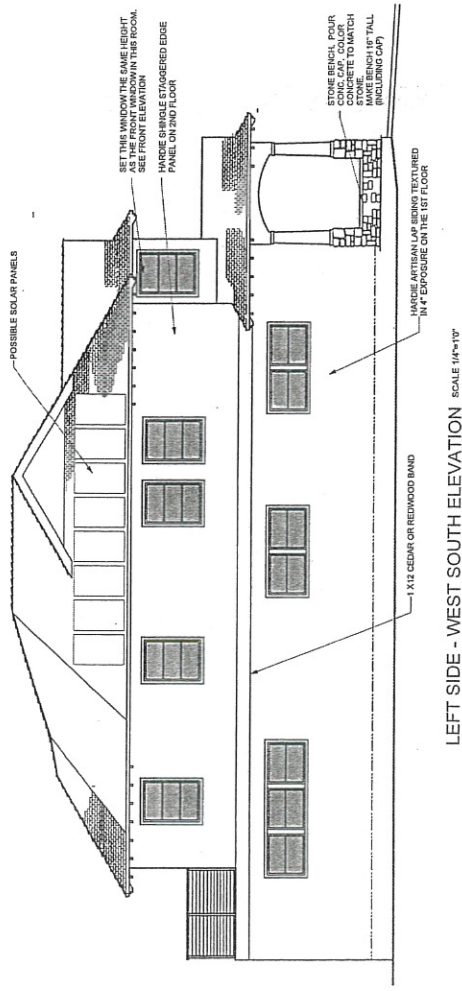 POSSIBLE SOLAR PANELS
SET THIS WINDOW THE SAME HEIGHT
AS THE FRONT WINDOW IN THIS ROOM.
SEE FRONT ELEVATION
HARDIE SHINGLE STAGGERED EDGE
PANEL ON 2ND FLOOR
STONE BENCH, POUR
CONC. CAP, COLOR
CONCRETE TO MATCH
STONE.
MAKE BENCH 16" TALL
(INCLUDING CAP)
HARDIE ARTISAN LAP SIDING TEXTURED
IN 4" EXPOSURE ON THE 1ST FLOOR
1 X12 CEDAR OR REDWOOD BAND
LEFT SIDE - WEST SOUTH ELEVATION SCALE 1/4"=1'0"